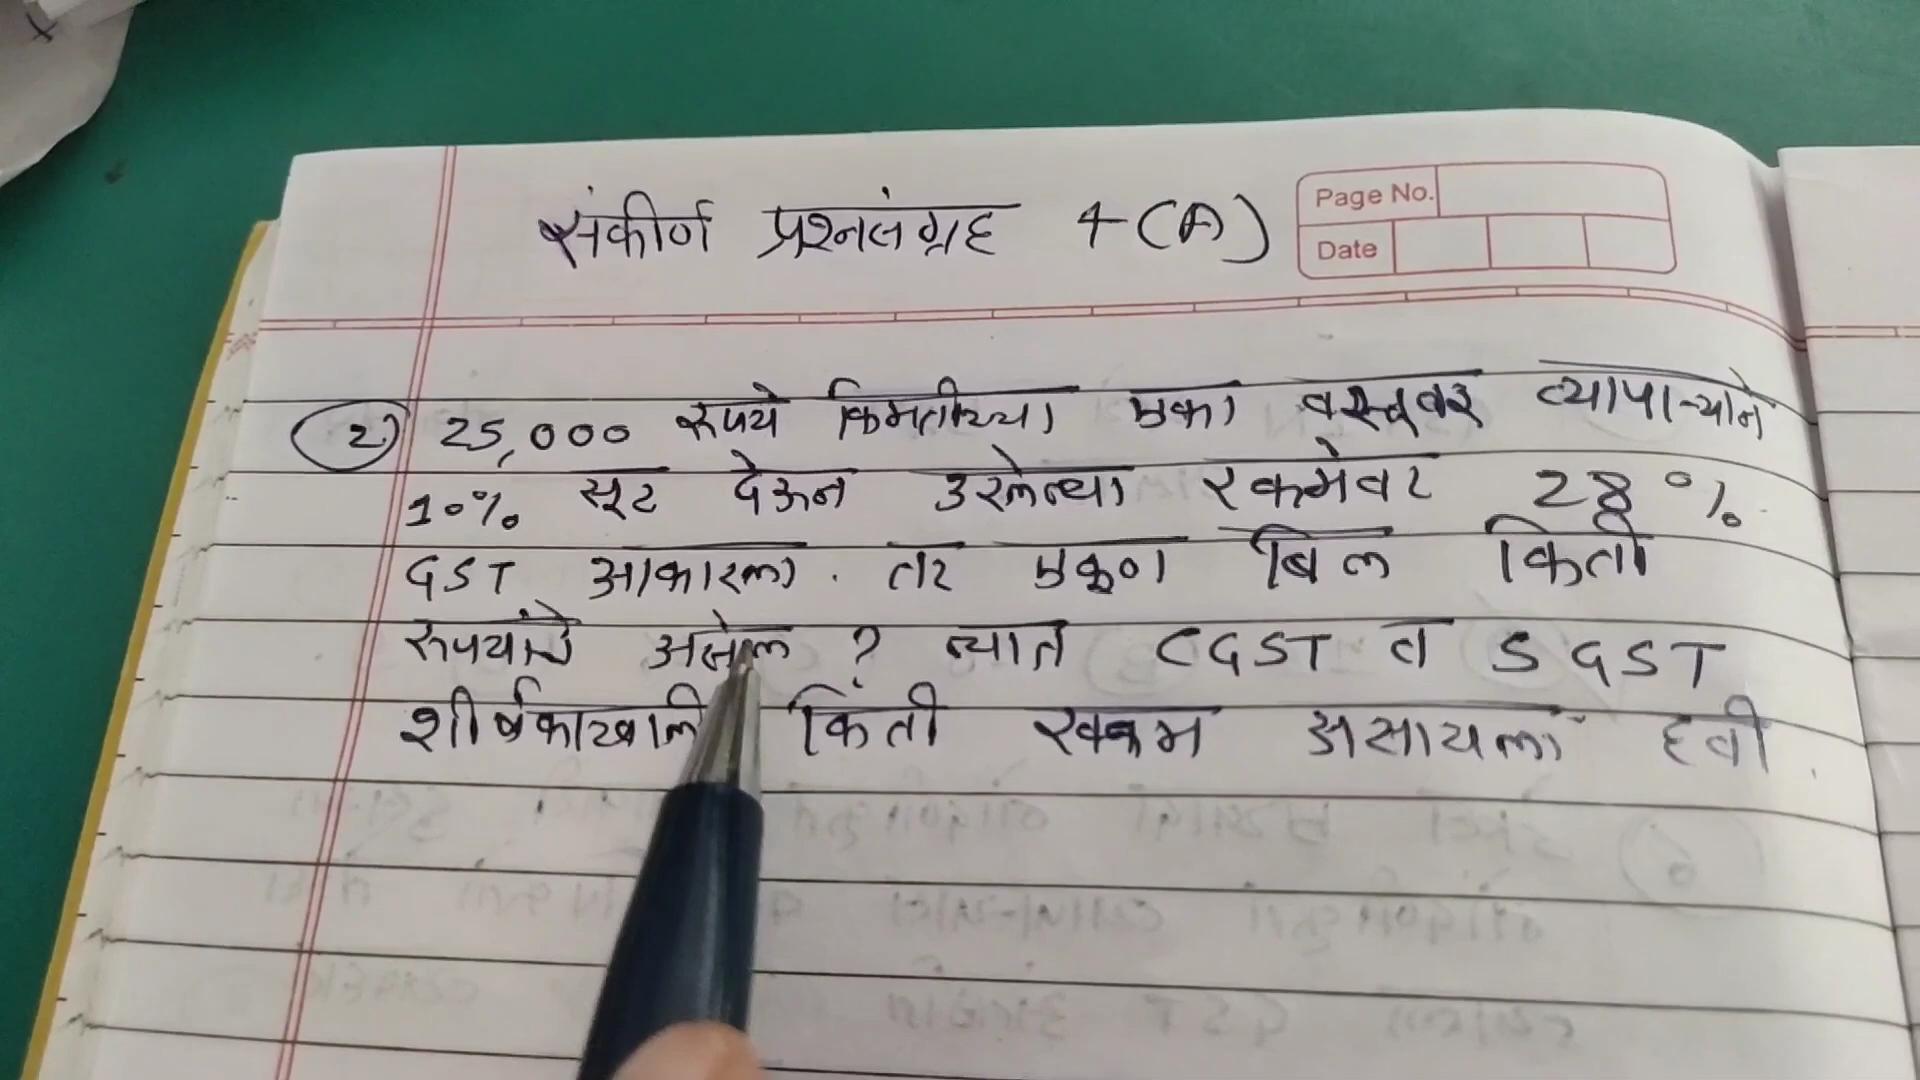 संकीर्ण प्रश्नसंग्रह 4 (A)
Page No.
Date
2) 25,000 रुपये किमतीच्या एका वस्तूवर व्यापाऱ्याने
10% सूट देऊन उरलेल्या रकमेवर 28%
GST आकारला. तर एकूण बिल किती
रुपयांचे असेल ? त्यात CGST व SGST
शीर्षकाखाली किंती रक्कम असायला हवी.